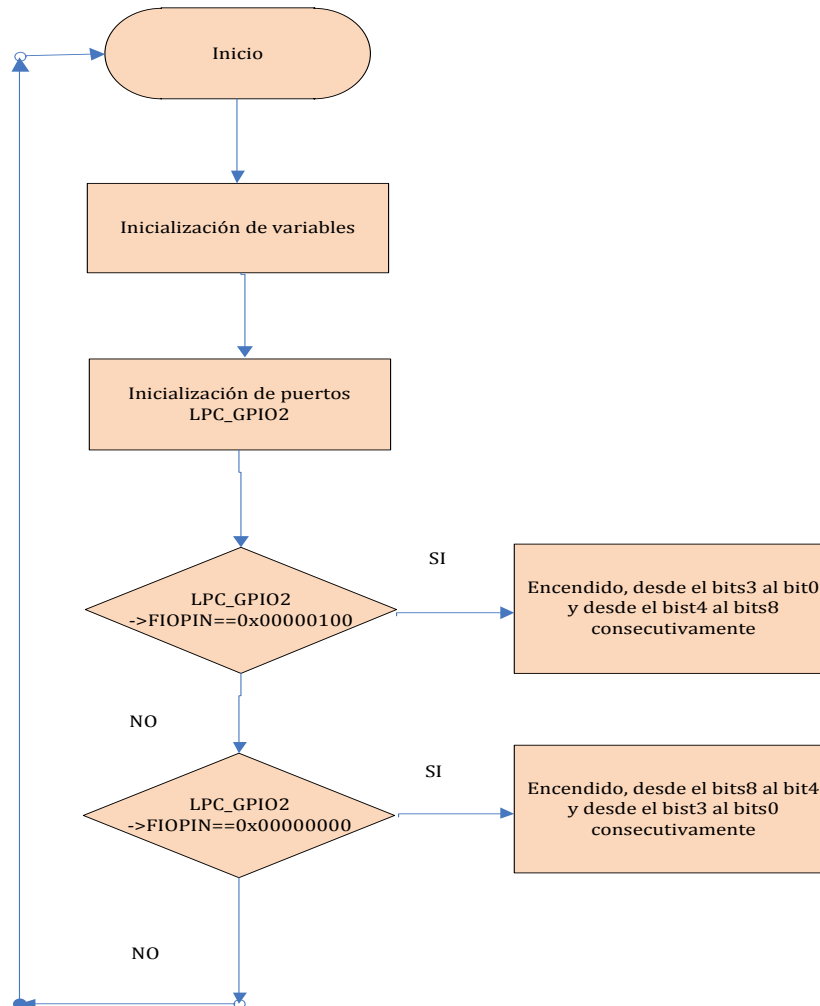 Inicio
Inicialización de variables
Inicialización de puertos
LPC_GPIO2
LPC_GPIO2
->FIOPIN==0x00000100
SI
Encendido, desde el bits3 al bit0
y desde el bist4 al bits8
consecutivamente
NO
LPC_GPIO2
->FIOPIN==0x00000000
SI
Encendido, desde el bits8 al bit4
y desde el bist3 al bits0
consecutivamente
NO